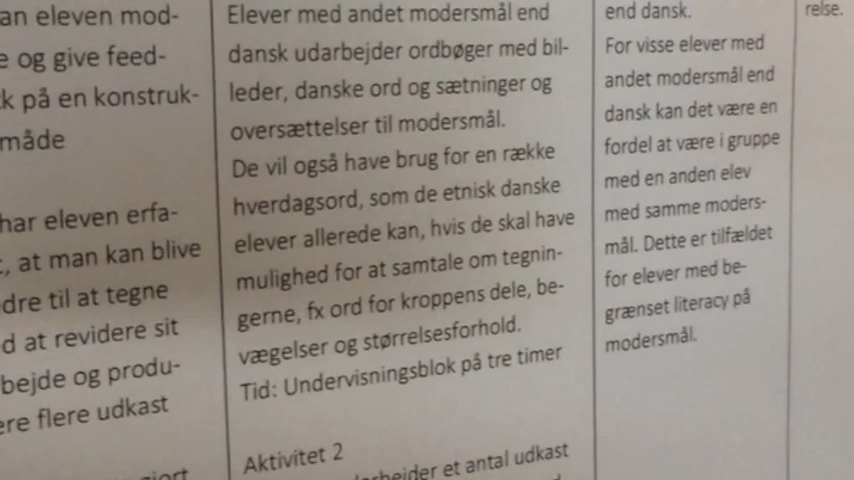 an eleven mod-
e og give feed-
k på en konstruk-
måde
har eleven erfa-
t, at man kan blive
dre til at tegne
d at revidere sit
bejde og produ-
ere flere udkast
Elever med andet modersmål end
dansk udarbejder ordbøger med bil-
leder, danske ord og sætninger og
oversættelser til modersmål.
De vil også have brug for en række
hverdagsord, som de etnisk danske
elever allerede kan, hvis de skal have
mulighed for at samtale om tegnin-
gerne, fx ord for kroppens dele, be-
vægelser og størrelsesforhold.
Tid: Undervisningsblok på tre timer
Aktivitet 2
arbejder et antal udkast
end dansk.
For visse elever med
andet modersmål end
dansk kan det være en
fordel at være i gruppe
med en anden elev
med samme moders-
mål. Dette er tilfældet
for elever med be-
grænset literacy på
modersmål.
relse.